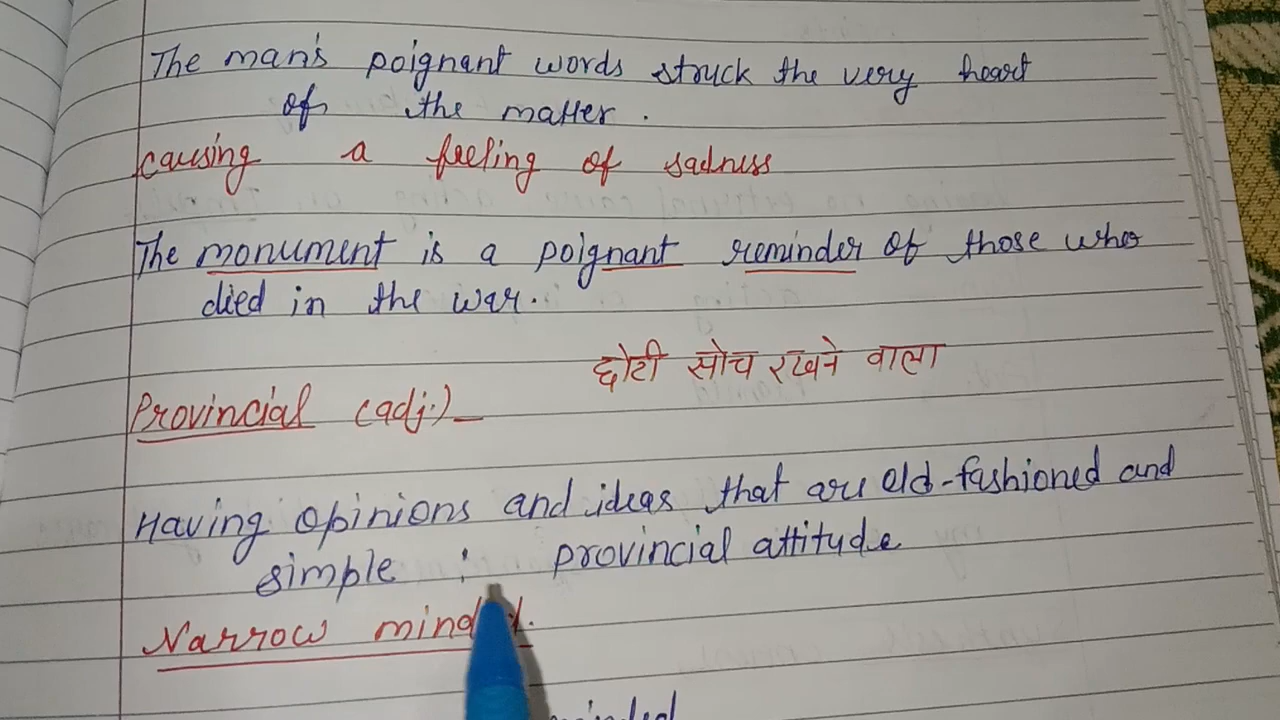 The man's poignant words struck the very heart
of the matter.
causing a feeling of sadness
The monument is a poignant reminder of those who
died in the war.
छोटी सोच रखने वाला
Provincial (adj.) –
Having opinions and ideas that are old-fashioned and
simple : provincial attitude
Narrow